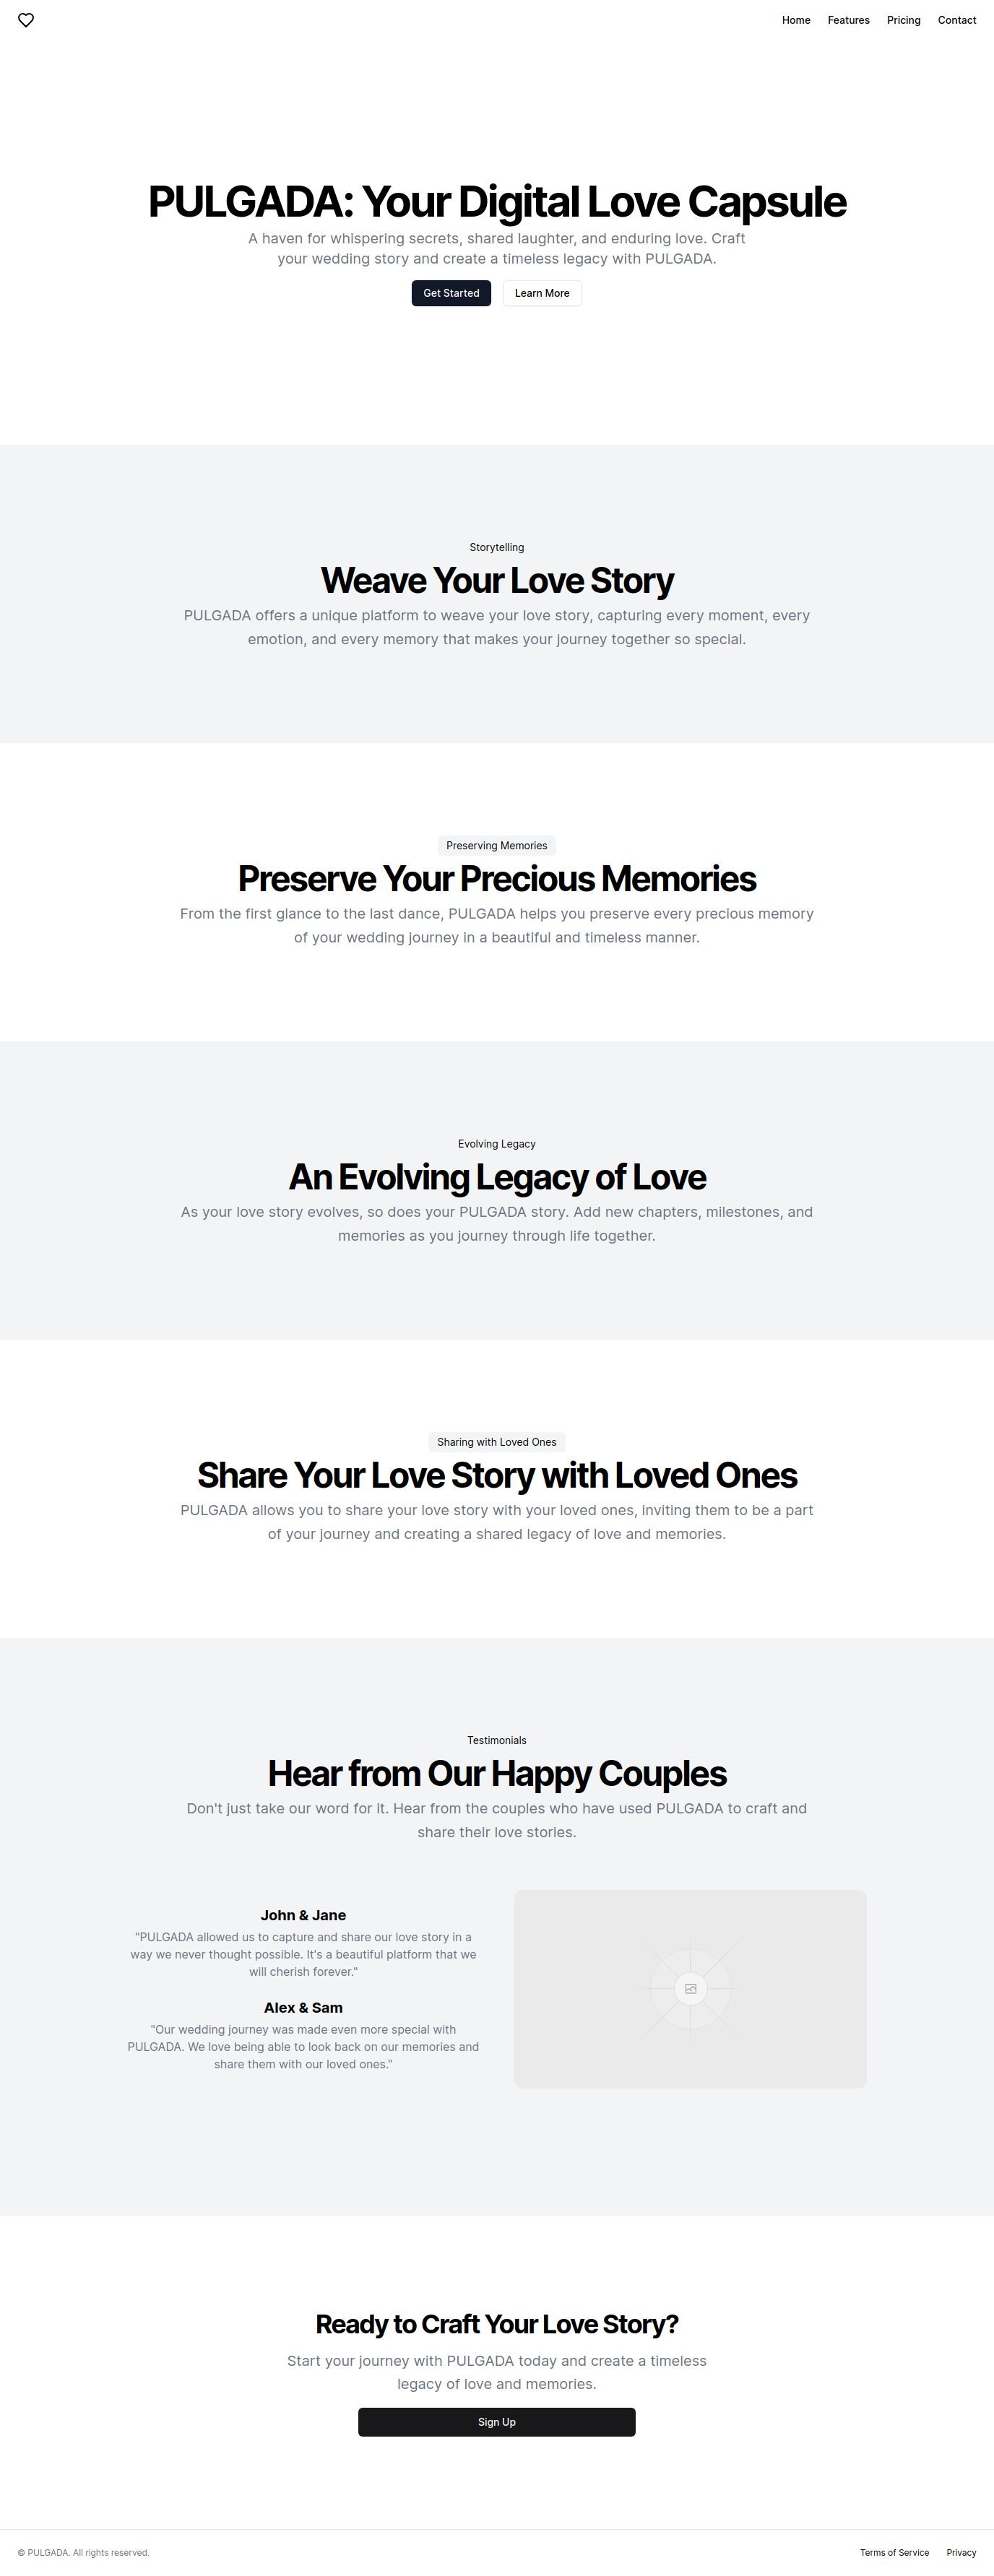 Home Features Pricing Contact
PULGADA: Your Digital Love Capsule
A haven for whispering secrets, shared laughter, and enduring love. Craft
your wedding story and create a timeless legacy with PULGADA.
Get Started Learn More
Storytelling
Weave Your Love Story
PULGADA offers a unique platform to weave your love story, capturing every moment, every
emotion, and every memory that makes your journey together so special.
Preserving Memories
Preserve Your Precious Memories
From the first glance to the last dance, PULGADA helps you preserve every precious memory
of your wedding journey in a beautiful and timeless manner.
Evolving Legacy
An Evolving Legacy of Love
As your love story evolves, so does your PULGADA story. Add new chapters, milestones, and
memories as you journey through life together.
Sharing with Loved Ones
Share Your Love Story with Loved Ones
PULGADA allows you to share your love story with your loved ones, inviting them to be a part
of your journey and creating a shared legacy of love and memories.
Testimonials
Hear from Our Happy Couples
Don't just take our word for it. Hear from the couples who have used PULGADA to craft and
share their love stories.
John & Jane
"PULGADA allowed us to capture and share our love story in a
way we never thought possible. It's a beautiful platform that we
will cherish forever."
Alex & Sam
"Our wedding journey was made even more special with
PULGADA. We love being able to look back on our memories and
share them with our loved ones."
Ready to Craft Your Love Story?
Start your journey with PULGADA today and create a timeless
legacy of love and memories.
Sign Up
© PULGADA. All rights reserved.
Terms of Service Privacy